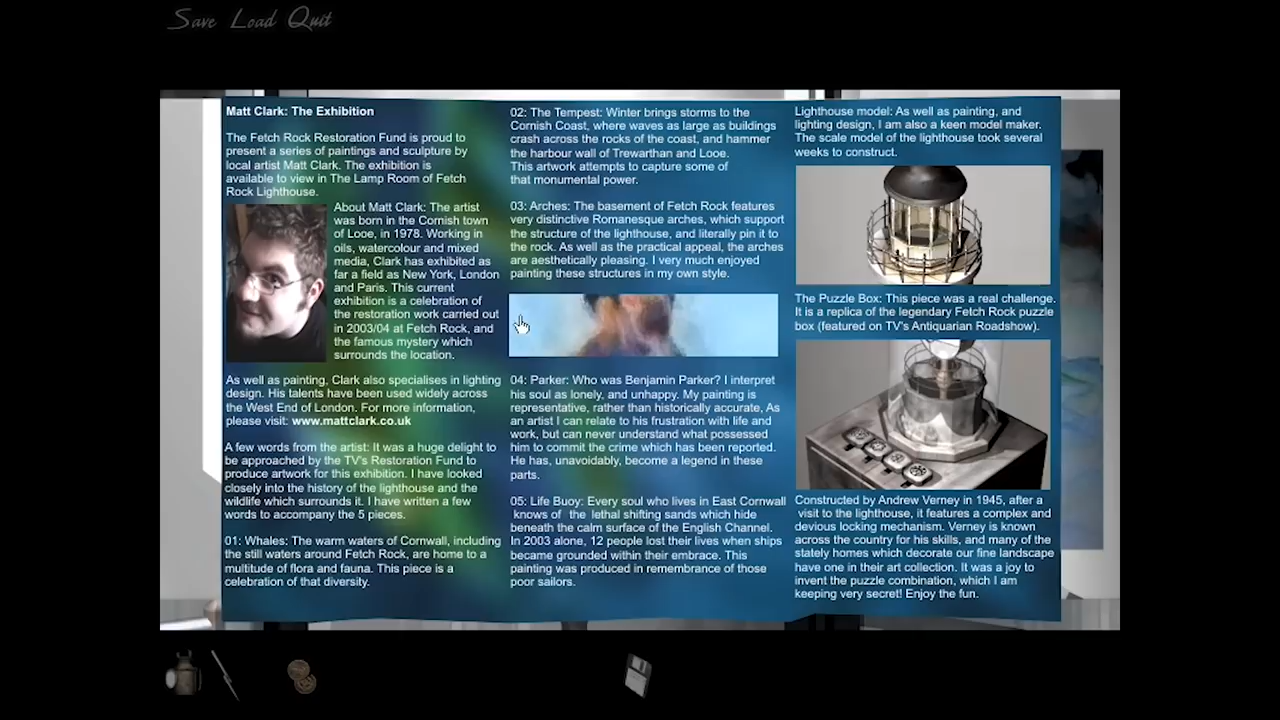 Save Load Quit
Matt Clark: The Exhibition
The Fetch Rock Restoration Fund is proud to
present a series of paintings and sculpture by
local artist Matt Clark. The exhibition is
available to view in The Lamp Room of Fetch
Rock Lighthouse.
About Matt Clark: The artist
was born in the Cornish town
of Looe, in 1978. Working in
oils, watercolour and mixed
media, Clark has exhibited as
far a field as New York, London
and Paris. This current
exhibition is a celebration of
the restoration work carried out
in 2003/04 at Fetch Rock, and
the famous mystery which
surrounds the location.
As well as painting, Clark also specialises in lighting
design. His talents have been used widely across
the West End of London. For more information,
please visit: www.mattclark.co.uk
A few words from the artist: It was a huge delight to
be approached by the TV's Restoration Fund to
produce artwork for this exhibition. I have looked
closely into the history of the lighthouse and the
wildlife which surrounds it. I have written a few
words to accompany the 5 pieces.
01: Whales: The warm waters of Cornwall, including
the still waters around Fetch Rock, are home to a
multitude of flora and fauna. This piece is a
celebration of that diversity.
02: The Tempest: Winter brings storms to the
Cornish Coast, where waves as large as buildings
crash across the rocks of the coast, and hammer
the harbour wall of Trewarthan and Looe.
This artwork attempts to capture some of
that monumental power.
03: Arches: The basement of Fetch Rock features
very distinctive Romanesque arches, which support
the structure of the lighthouse, and literally pin it to
the rock. As well as the practical appeal, the arches
are aesthetically pleasing. I very much enjoyed
painting these structures in my own style.
04: Parker: Who was Benjamin Parker? I interpret
his soul as lonely, and unhappy. My painting is
representative, rather than historically accurate, As
an artist I can relate to his frustration with life and
work, but can never understand what possessed
him to commit the crime which has been reported.
He has, unavoidably, become a legend in these
parts.
05: Life Buoy: Every soul who lives in East Cornwall
knows of the lethal shifting sands which hide
beneath the calm surface of the English Channel.
In 2003 alone, 12 people lost their lives when ships
became grounded within their embrace. This
painting was produced in remembrance of those
poor sailors.
Lighthouse model: As well as painting, and
lighting design, I am also a keen model maker.
The scale model of the lighthouse took several
weeks to construct.
The Puzzle Box: This piece was a real challenge.
It is a replica of the legendary Fetch Rock puzzle
box (featured on TV's Antiquarian Roadshow).
Constructed by Andrew Verney in 1945, after a
visit to the lighthouse, it features a complex and
devious locking mechanism. Verney is known
across the country for his skills, and many of the
stately homes which decorate our fine landscape
have one in their art collection. It was a joy to
invent the puzzle combination, which I am
keeping very secret! Enjoy the fun.